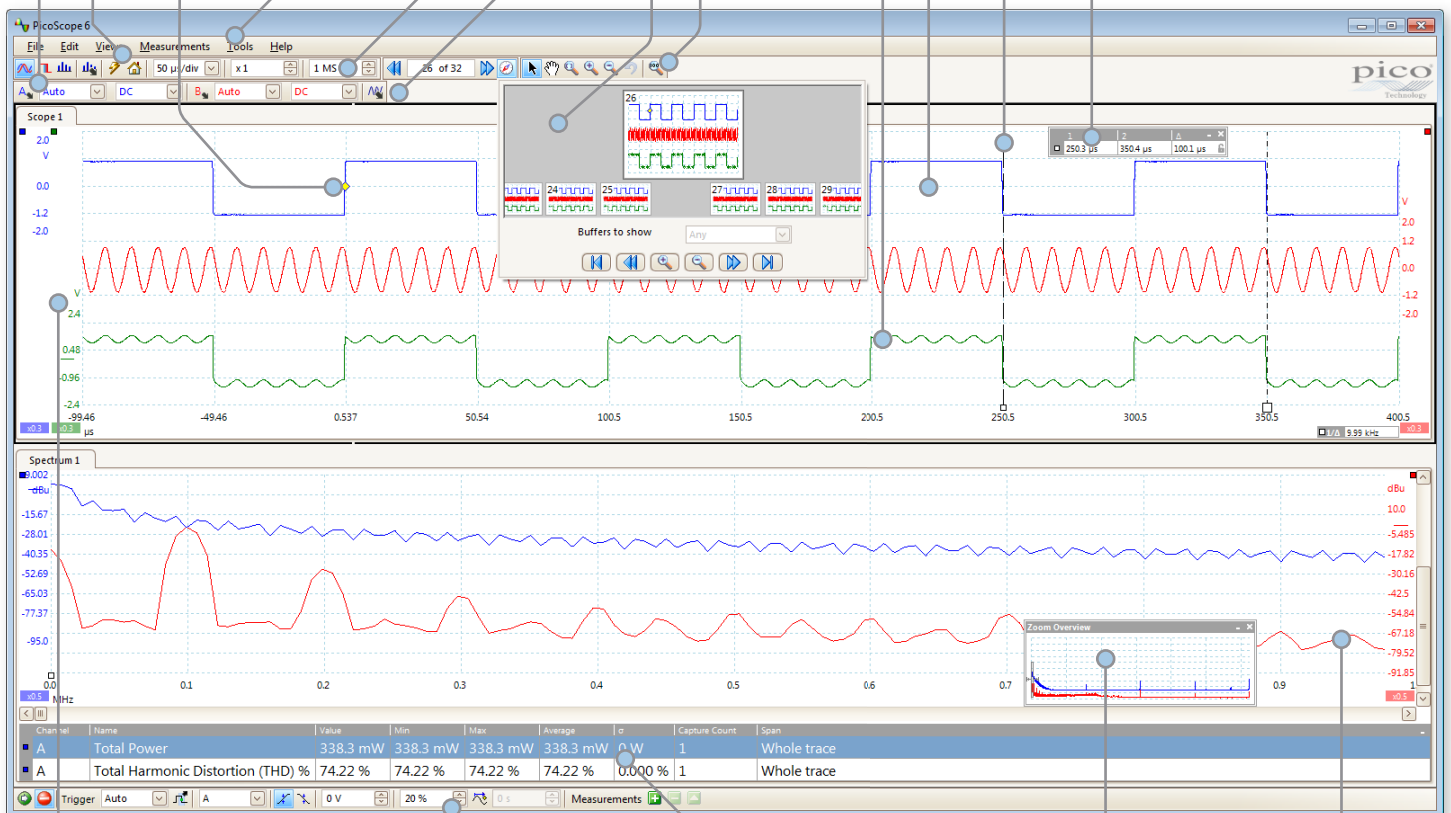 PicoScope 6
File Edit Views Measurements Tools Help
50 µs/div x 1 1 MS 26 of 32
pico
Technology
A Auto DC B Auto DC
Scope 1
2.0
V
0.0
-1.2
-2.0
V
2.4
0.48
-0.96
-2.4
26
24 25 27 28 29
Buffers to show Any
1 2 Δ
250.3 µs 350.4 µs 100.1 µs
V
2.0
1.2
0.0
-1.2
-2.0
-99.46 -49.46 0.537 50.54 100.5 150.5 200.5 250.5 300.5 350.5 400.5
x0.3 x0.3 µs 1/Δ 9.99 kHz x0.3
Spectrum 1
9.002
dBu
-15.67
-28.01
-40.35
-52.69
-65.03
-77.37
-95.0
dBu
10.0
-5.485
-17.82
-30.16
-42.5
-54.84
-67.18
-79.52
-91.85
Zoom Overview
0.0 0.1 0.2 0.3 0.4 0.5 0.6 0.7 0.9 1
x0.5 MHz x0.5
Channel Name Value Min Max Average σ Capture Count Span
A Total Power 338.3 mW 338.3 mW 338.3 mW 338.3 mW 0 W 1 Whole trace
A Total Harmonic Distortion (THD) % 74.22 % 74.22 % 74.22 % 74.22 % 0.000 % 1 Whole trace
Trigger Auto A 0 V 20 % 0 s Measurements